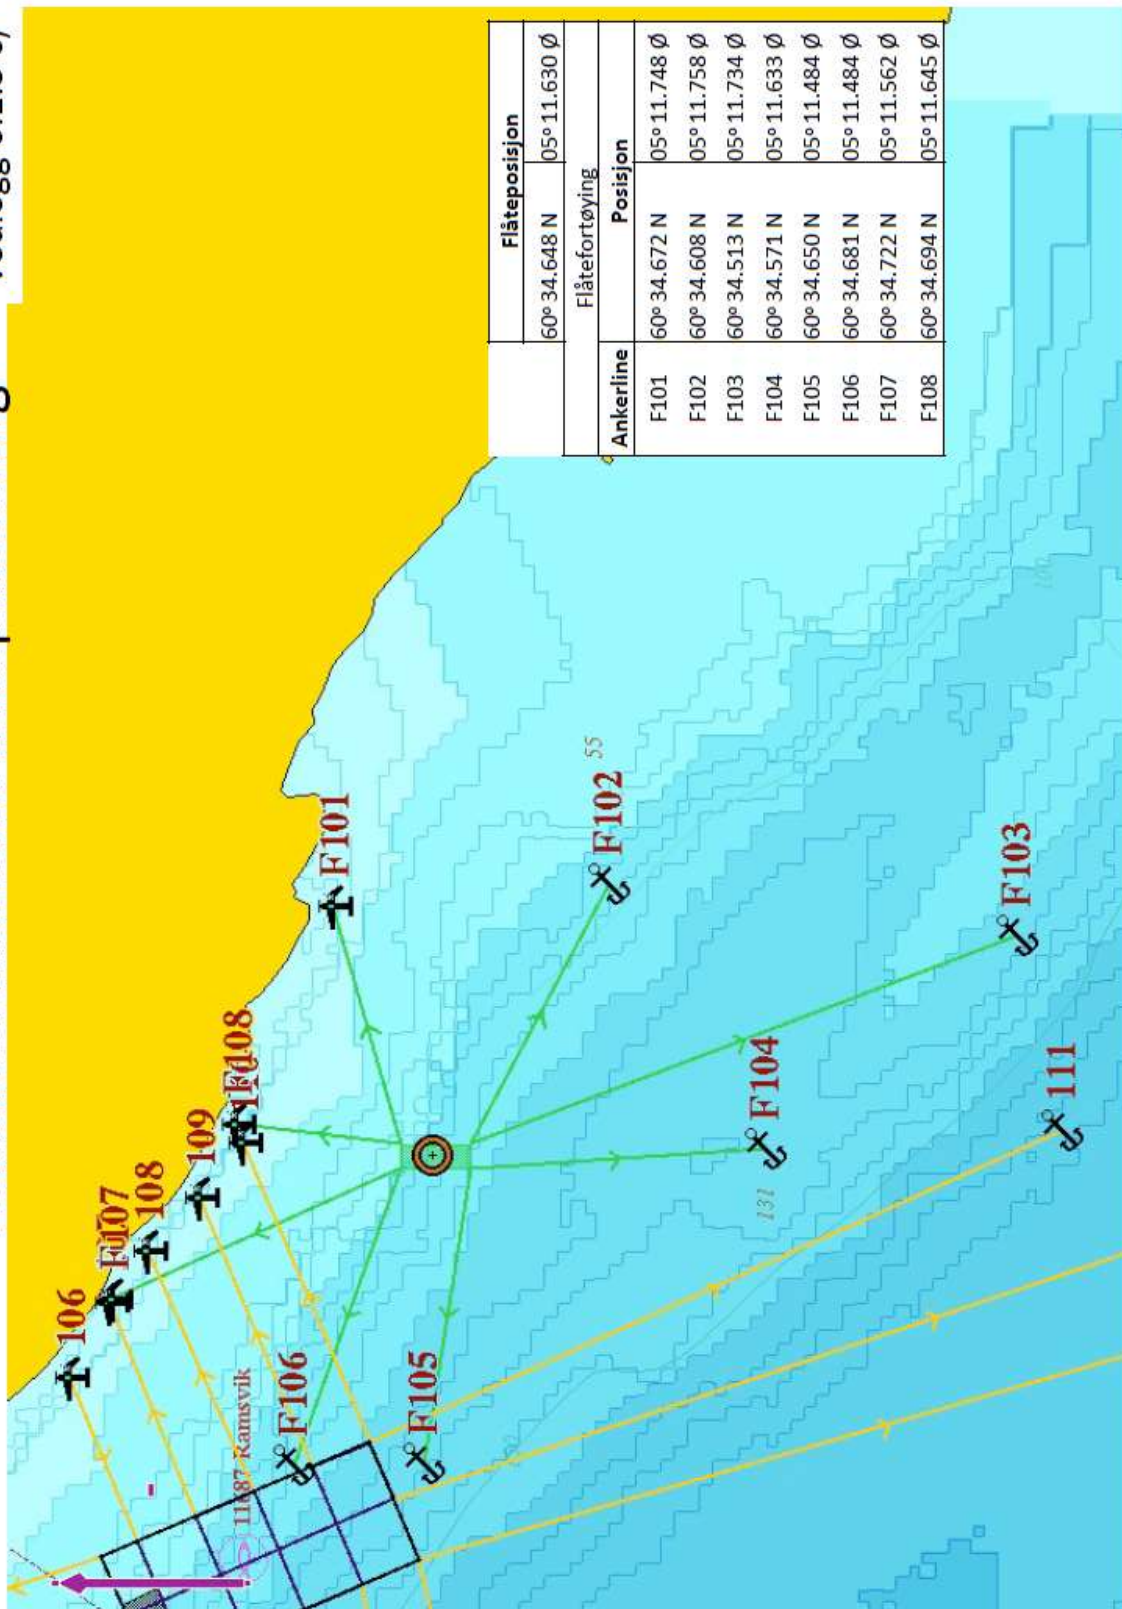 Flåteposisjon
60° 34.648 N 05° 11.630 Ø
Flåtefortøying
Ankerline Posisjon
F101 60° 34.672 N 05° 11.748 Ø
F102 60° 34.608 N 05° 11.758 Ø
F103 60° 34.513 N 05° 11.734 Ø
F104 60° 34.571 N 05° 11.633 Ø
F105 60° 34.650 N 05° 11.484 Ø
F106 60° 34.681 N 05° 11.484 Ø
F107 60° 34.722 N 05° 11.562 Ø
F108 60° 34.694 N 05° 11.645 Ø
106
F107
108
109
F108
F101
11687 Ramsvik
F106
F105
F102
55
F104
131
F103
111